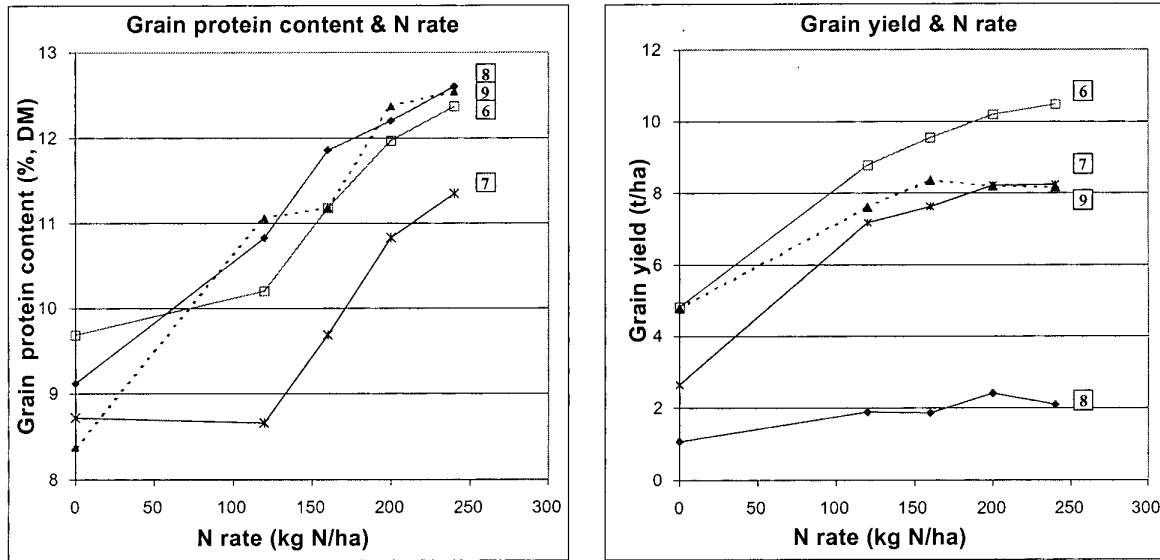 Grain protein content & N rate
13
12
11
10
9
8
Grain protein content (%, DM)
8
9
6
7
0 50 100 150 200 250 300
N rate (kg N/ha)
Grain yield & N rate
12
10
8
6
4
2
0
Grain yield (t/ha)
6
7
9
8
0 50 100 150 200 250 300
N rate (kg N/ha)